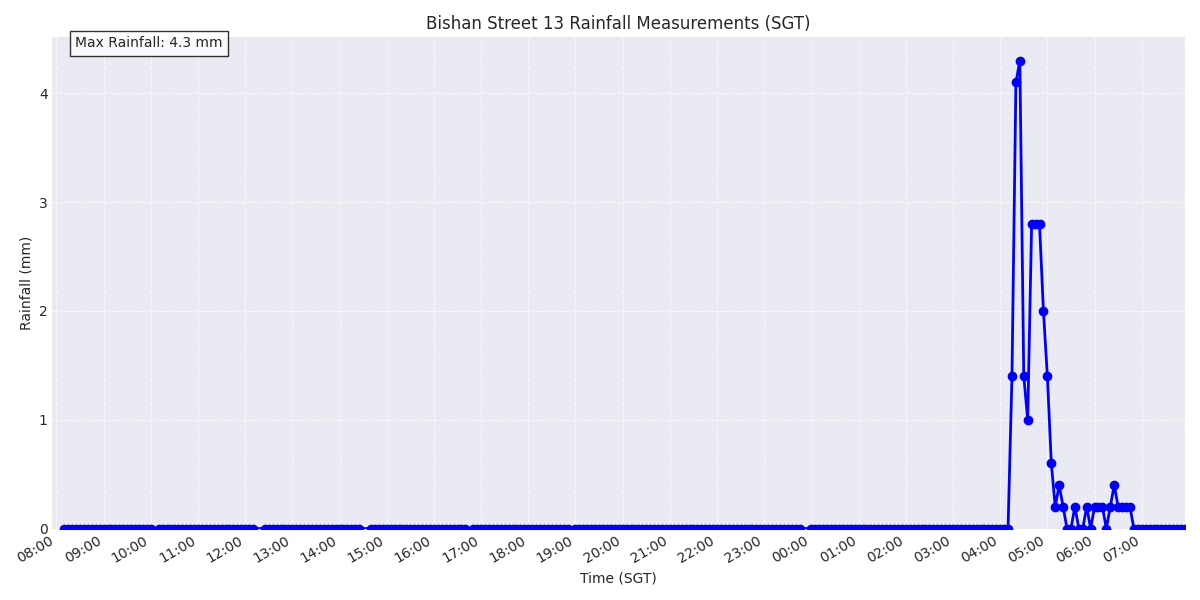 Bishan Street 13 Rainfall Measurements (SGT)
Max Rainfall: 4.3 mm
Rainfall (mm)
4
3
2
1
0
08:00 09:00 10:00 11:00 12:00 13:00 14:00 15:00 16:00 17:00 18:00 19:00 20:00 21:00 22:00 23:00 00:00 01:00 02:00 03:00 04:00 05:00 06:00 07:00
Time (SGT)